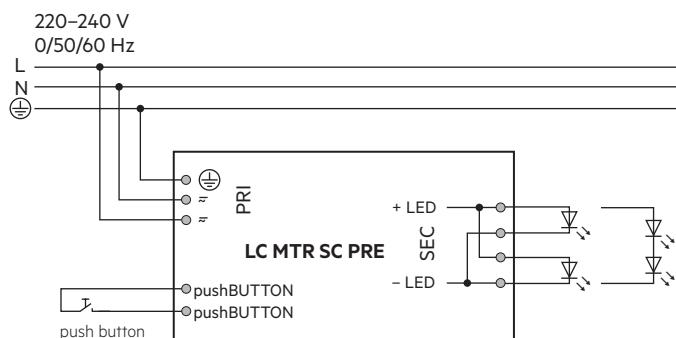 220–240 V
0/50/60 Hz
L
N
PRI
+ LED
SEC
LC MTR SC PRE
– LED
pushBUTTON
pushBUTTON
push button